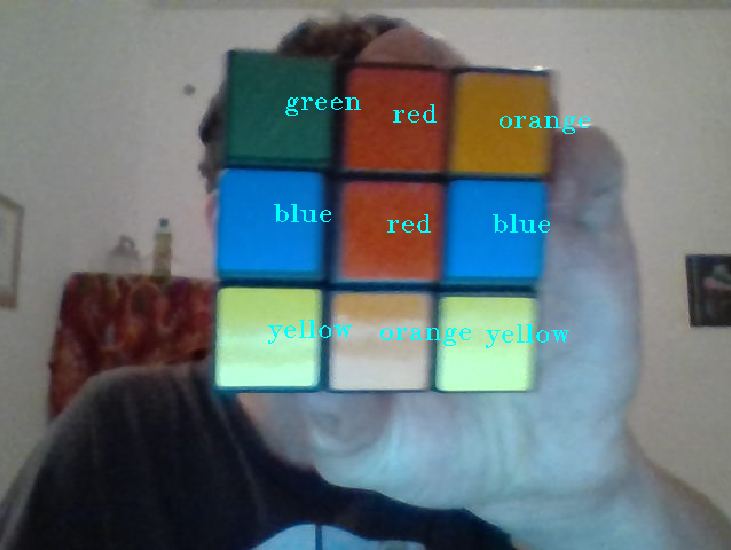 green red orange
blue red blue
yellow orange yellow